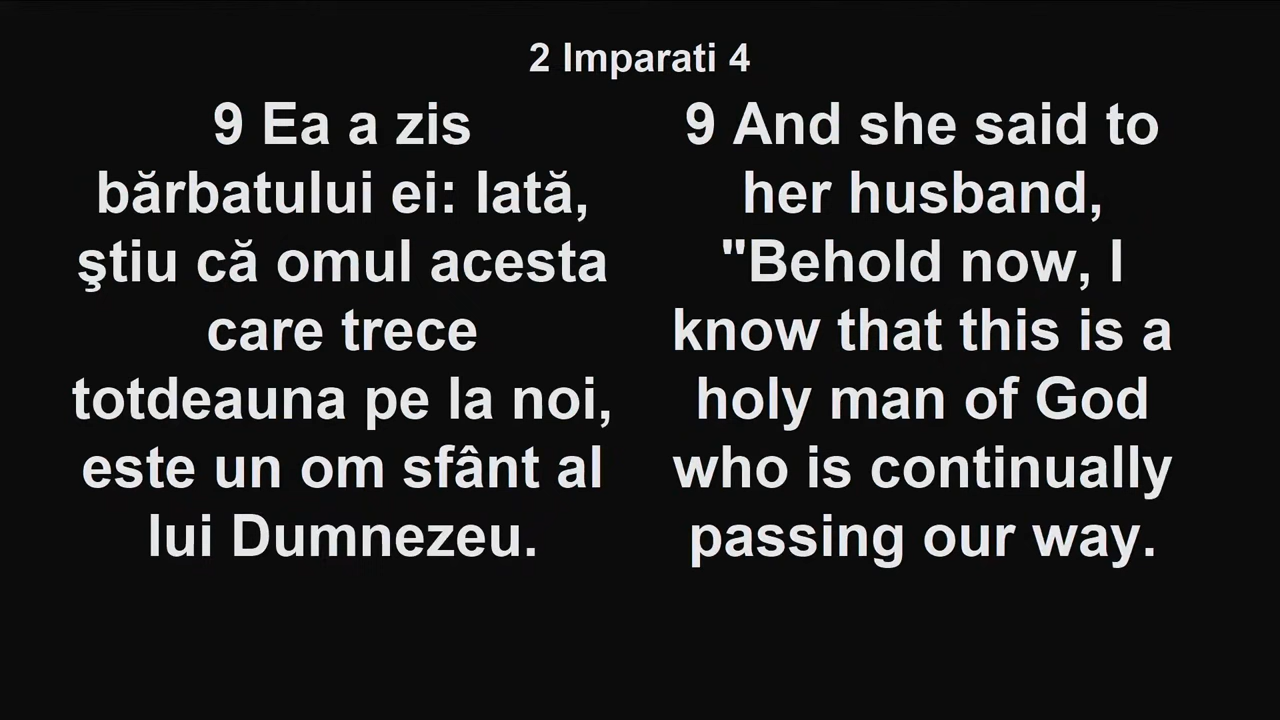 2 Imparati 4
9 Ea a zis
bărbatului ei: Iată,
ştiu că omul acesta
care trece
totdeauna pe la noi,
este un om sfânt al
lui Dumnezeu.
9 And she said to
her husband,
"Behold now, I
know that this is a
holy man of God
who is continually
passing our way.